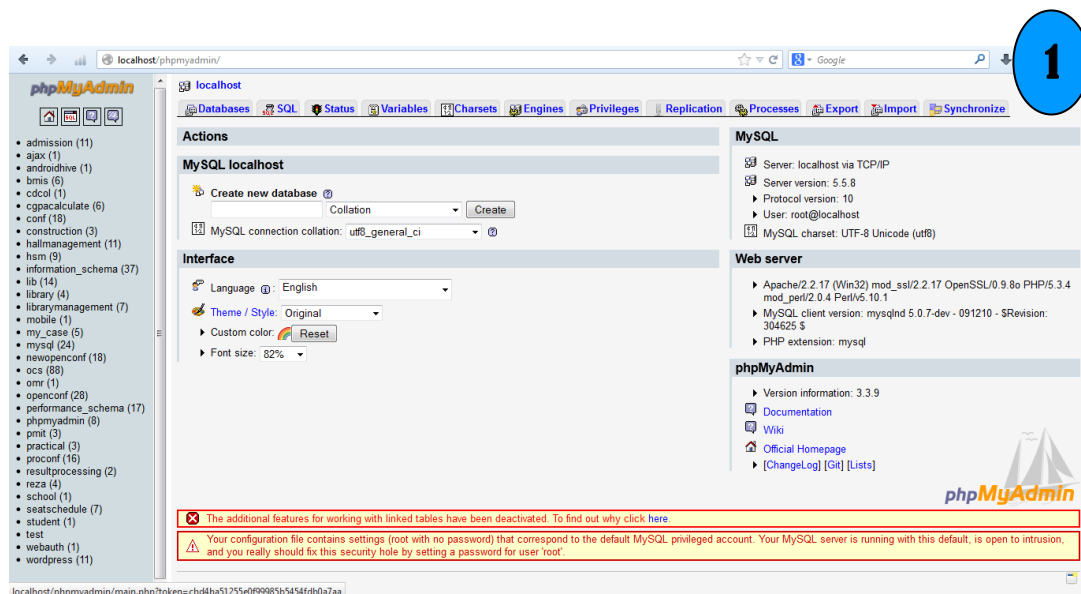 1
localhost/phpmyadmin/
Google
phpMyAdmin
admission (11)
ajax (1)
androidhive (1)
bmis (6)
cdcol (1)
cgpacalculate (6)
conf (18)
construction (3)
hallmanagement (11)
hsm (9)
information_schema (37)
lib (14)
library (4)
librarymanagement (7)
mobile (1)
my_case (5)
mysql (24)
newopenconf (18)
ocs (88)
omr (1)
openconf (28)
performance_schema (17)
phpmyadmin (8)
pmit (3)
practical (3)
proconf (16)
resultprocessing (2)
reza (4)
school (1)
seatschedule (7)
student (1)
test
webauth (1)
wordpress (11)
localhost
Databases SQL Status Variables Charsets Engines Privileges Replication Processes Export Import Synchronize
Actions
MySQL localhost
Create new database
Collation Create
MySQL connection collation: utf8_general_ci
Interface
Language : English
Theme / Style: Original
Custom color: Reset
Font size: 82%
MySQL
Server: localhost via TCP/IP
Server version: 5.5.8
Protocol version: 10
User: root@localhost
MySQL charset: UTF-8 Unicode (utf8)
Web server
Apache/2.2.17 (Win32) mod_ssl/2.2.17 OpenSSL/0.9.8o PHP/5.3.4
mod_perl/2.0.4 Perl/v5.10.1
MySQL client version: mysqlnd 5.0.7-dev - 091210 - $Revision:
304625 $
PHP extension: mysql
phpMyAdmin
Version information: 3.3.9
Documentation
Wiki
Official Homepage
[ChangeLog] [Git] [Lists]
phpMyAdmin
The additional features for working with linked tables have been deactivated. To find out why click here.
Your configuration file contains settings (root with no password) that correspond to the default MySQL privileged account. Your MySQL server is running with this default, is open to intrusion,
and you really should fix this security hole by setting a password for user 'root'.
localhost/phpmyadmin/main.php?token=cbd4ba51255e0f99985b5454fdb0a7aa